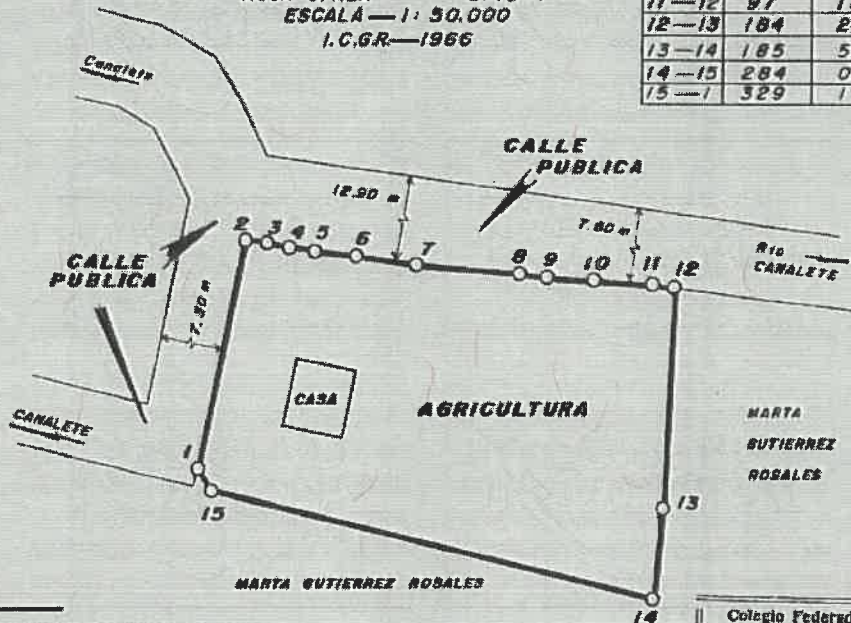 ESCALA — 1: 50.000
I.C.G.R.—1966
11—12 97
12—13 184 2
13—14 185 5
14—15 284 0
15—1 329 1
Canalete
CALLE
PUBLICA
12.90 m
7.60 m
RIO
CANALETE
CALLE
PUBLICA
7.30 m
2 3 4 5 6 7 8 9 10 11 12
CASA
AGRICULTURA
MARTA
GUTIERREZ
ROSALES
CANALETE
1
15
13
MARTA GUTIERREZ ROSALES
14
Colegio Federad